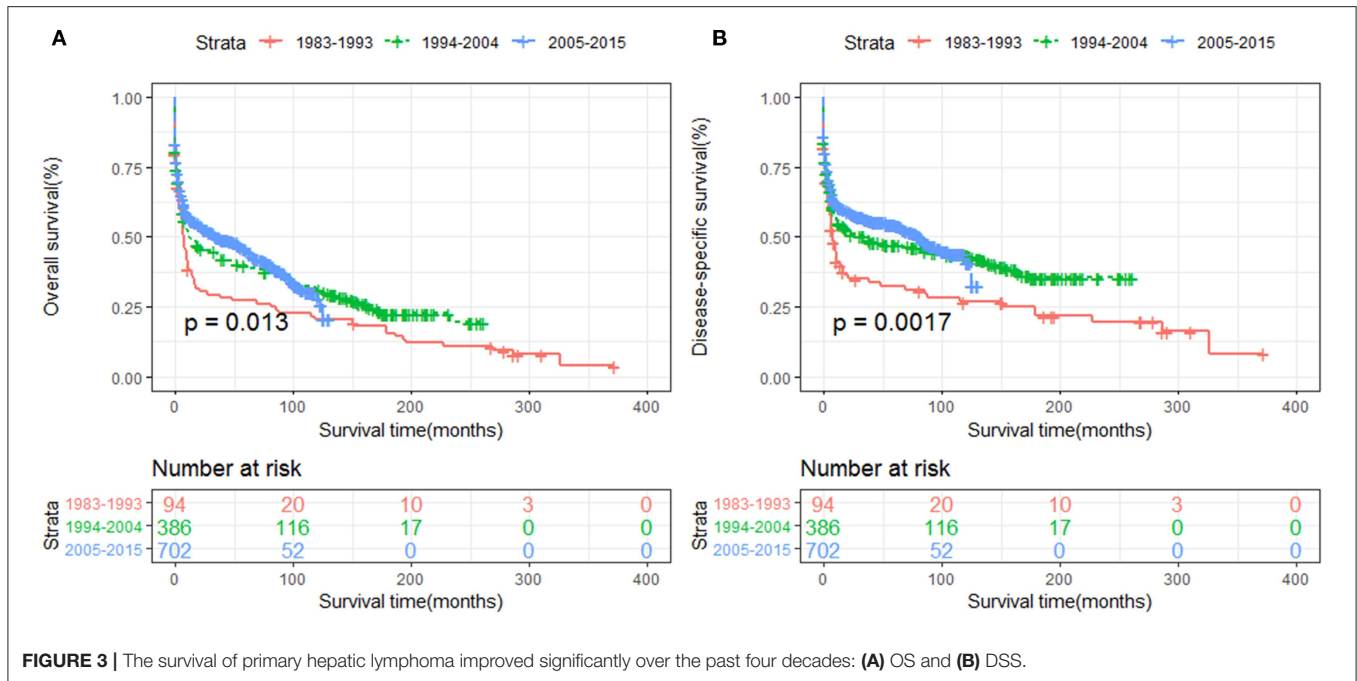 A
Strata 1983-1993 1994-2004 2005-2015
Overall survival(%)
1.00
0.75
0.50
0.25
0.00
p = 0.013
0 100 200 300 400
Survival time(months)
Number at risk
Strata
1983-1993 94 20 10 3 0
1994-2004 386 116 17 0 0
2005-2015 702 52 0 0 0
0 100 200 300 400
Survival time(months)
B
Strata 1983-1993 1994-2004 2005-2015
Disease-specific survival(%)
1.00
0.75
0.50
0.25
0.00
p = 0.0017
0 100 200 300 400
Survival time(months)
Number at risk
Strata
1983-1993 94 20 10 3 0
1994-2004 386 116 17 0 0
2005-2015 702 52 0 0 0
0 100 200 300 400
Survival time(months)
FIGURE 3 | The survival of primary hepatic lymphoma improved significantly over the past four decades: (A) OS and (B) DSS.